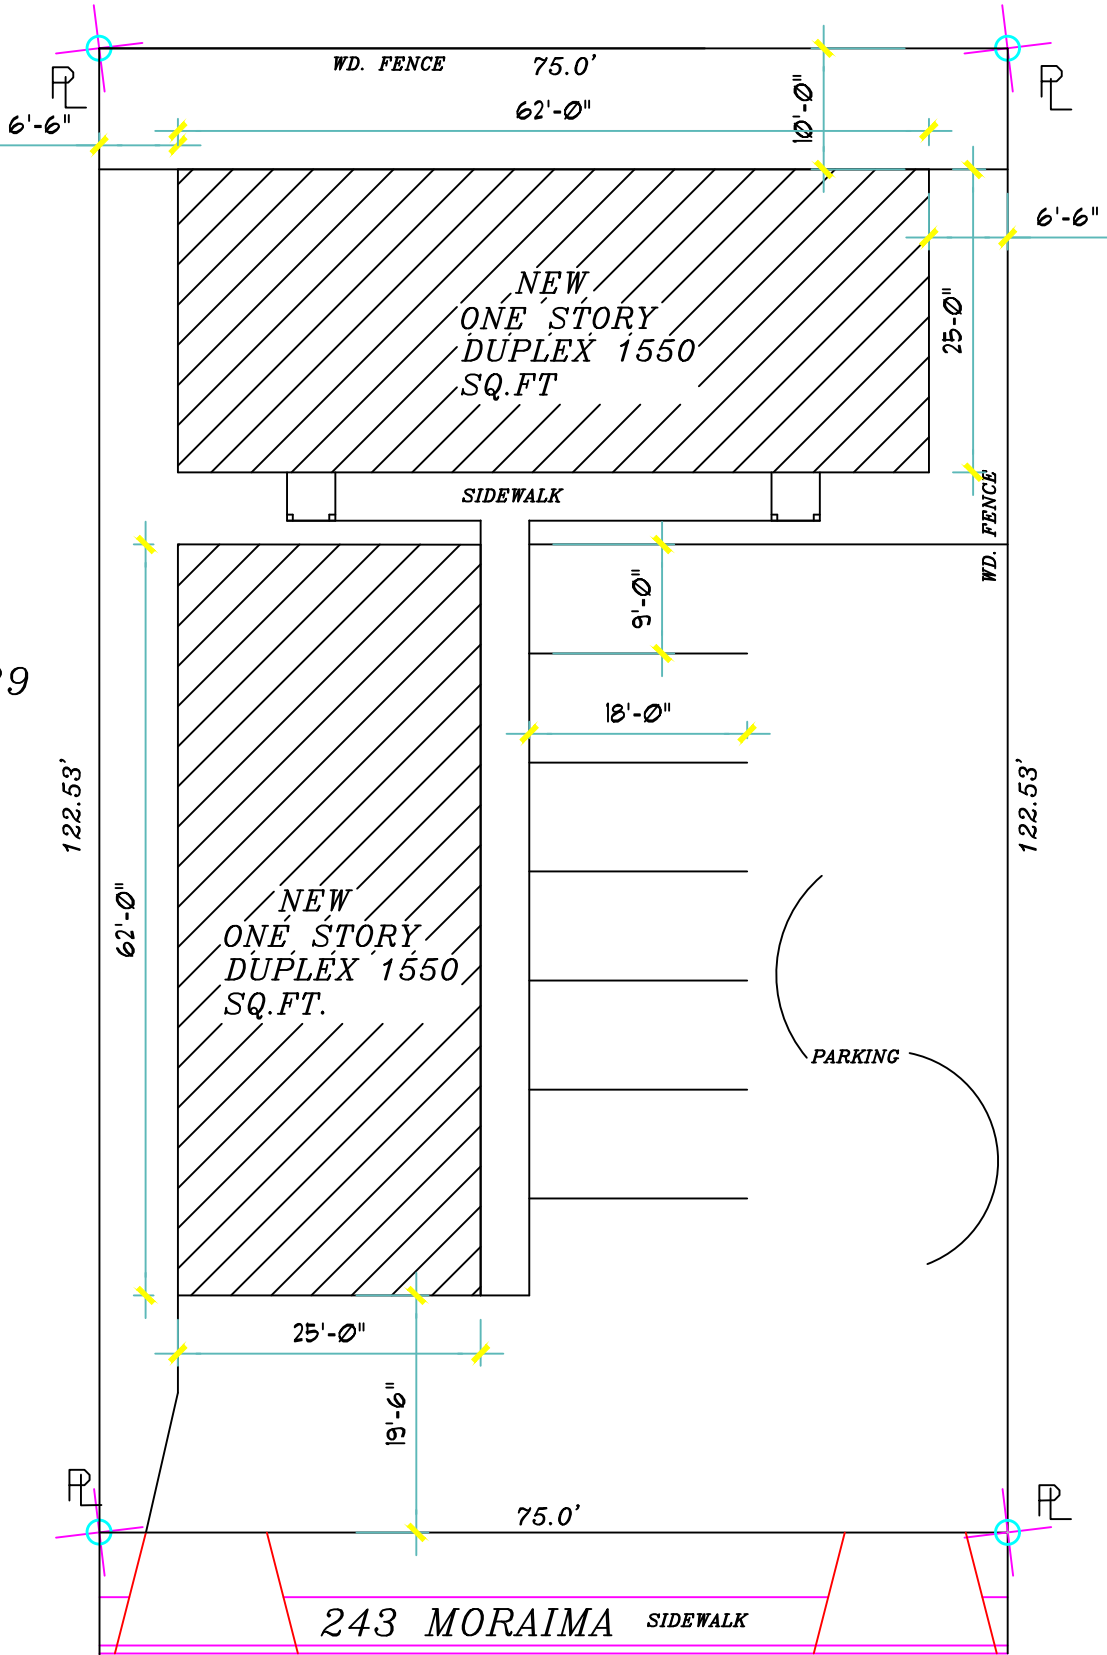 WD. FENCE
75.0'
PL
PL
6'-6"
62'-0"
10'-0"
6'-6"
NEW
ONE STORY
DUPLEX 1550
SQ.FT
25-0"
SIDEWALK
WD. FENCE
9'-0"
18'-0"
122.53'
122.53'
62'-0"
NEW
ONE STORY
DUPLEX 1550
SQ.FT.
PARKING
25'-0"
19'-6"
PL
PL
75.0'
243 MORAIMA
SIDEWALK